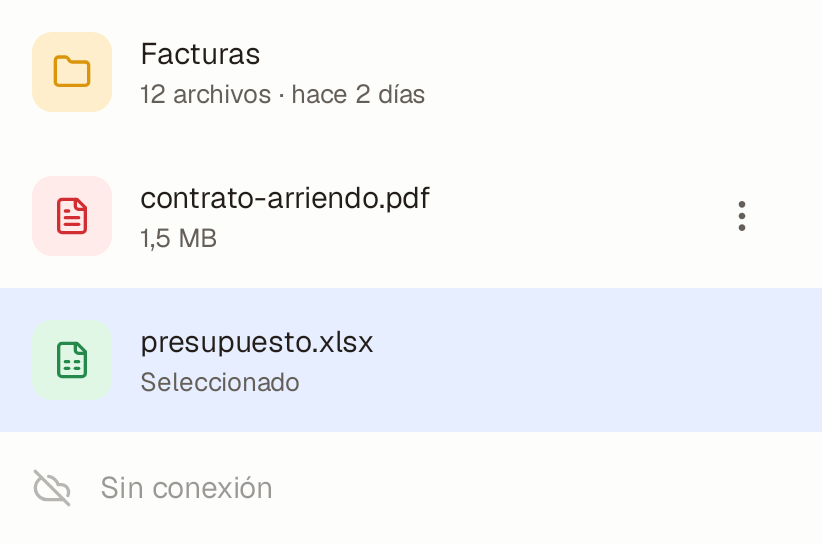 Facturas
12 archivos · hace 2 días
contrato-arriendo.pdf
1,5 MB
presupuesto.xlsx
Seleccionado
Sin conexión